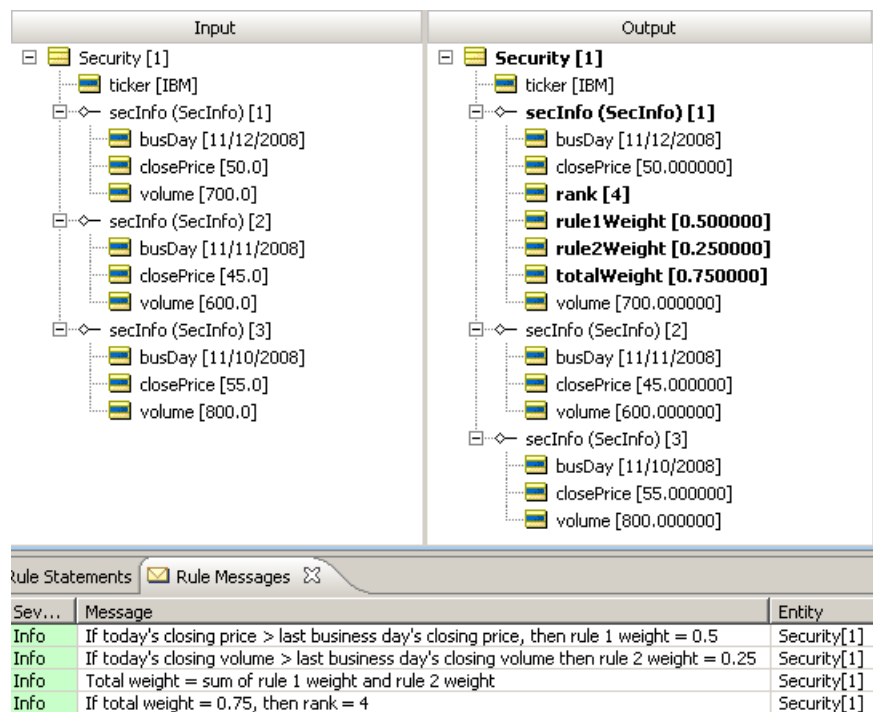 Input
Security [1]
ticker [IBM]
secInfo (SecInfo) [1]
busDay [11/12/2008]
closePrice [50.0]
volume [700.0]
secInfo (SecInfo) [2]
busDay [11/11/2008]
closePrice [45.0]
volume [600.0]
secInfo (SecInfo) [3]
busDay [11/10/2008]
closePrice [55.0]
volume [800.0]
Output
Security [1]
ticker [IBM]
secInfo (SecInfo) [1]
busDay [11/12/2008]
closePrice [50.000000]
rank [4]
rule1Weight [0.500000]
rule2Weight [0.250000]
totalWeight [0.750000]
volume [700.000000]
secInfo (SecInfo) [2]
busDay [11/11/2008]
closePrice [45.000000]
volume [600.000000]
secInfo (SecInfo) [3]
busDay [11/10/2008]
closePrice [55.000000]
volume [800.000000]
Rule Statements Rule Messages
Sev... Message Entity
Info If today's closing price > last business day's closing price, then rule 1 weight = 0.5 Security[1]
Info If today's closing volume > last business day's closing volume then rule 2 weight = 0.25 Security[1]
Info Total weight = sum of rule 1 weight and rule 2 weight Security[1]
Info If total weight = 0.75, then rank = 4 Security[1]